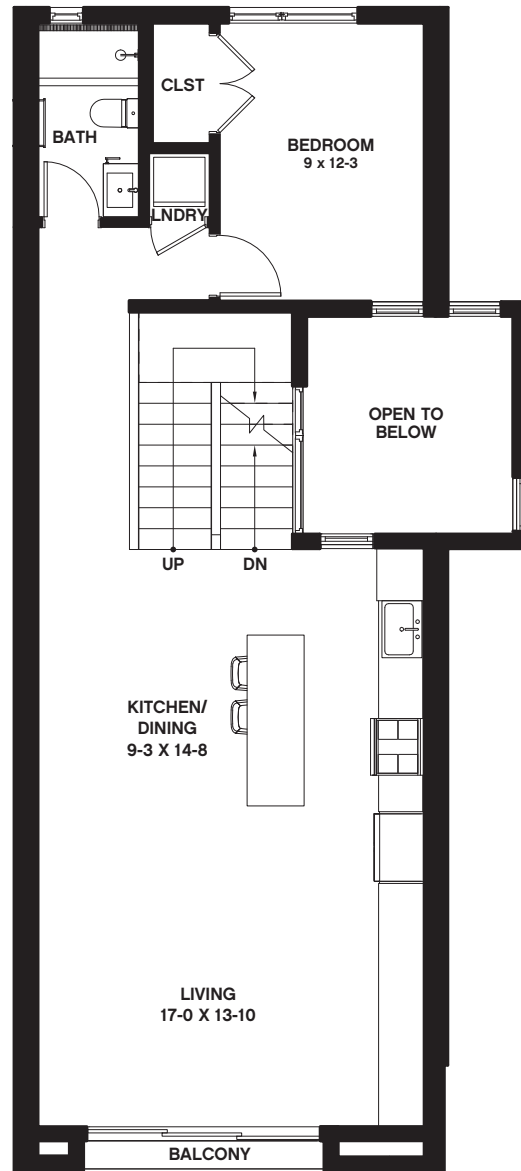 CLST
BATH
BEDROOM
9 x 12-3
LNDRY
OPEN TO
BELOW
UP
DN
KITCHEN/
DINING
9-3 X 14-8
LIVING
17-0 X 13-10
BALCONY